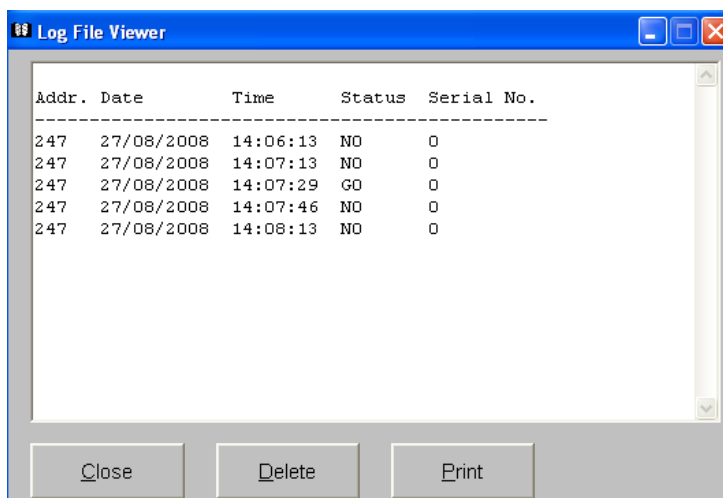 Log File Viewer
Addr. Date Time Status Serial No.
-----------------------------------------------
247 27/08/2008 14:06:13 NO 0
247 27/08/2008 14:07:13 NO 0
247 27/08/2008 14:07:29 GO 0
247 27/08/2008 14:07:46 NO 0
247 27/08/2008 14:08:13 NO 0
Close Delete Print